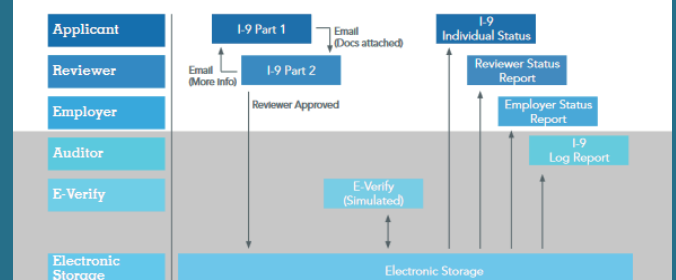 Applicant
I-9 Part 1
Email
(Docs attached)
I-9
Individual Status
Reviewer
Email
(More info)
I-9 Part 2
Reviewer Status
Report
Employer
Reviewer Approved
Employer Status
Report
Auditor
I-9
Log Report
E-Verify
E-Verify
(Simulated)
Electronic
Storage
Electronic Storage